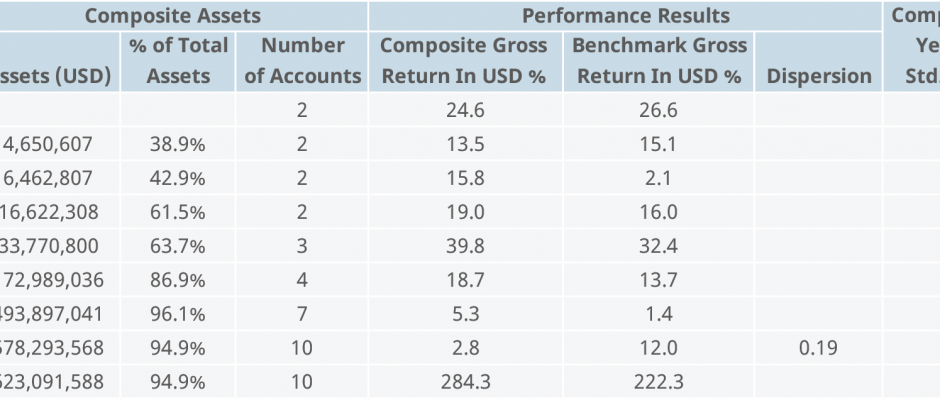 Composite Assets Performance Results Comp
% of Total Number Composite Gross Benchmark Gross Ye
ssets (USD) Assets of Accounts Return In USD % Return In USD % Dispersion Std.
2 24.6 26.6
4,650,607 38.9% 2 13.5 15.1
6,462,807 42.9% 2 15.8 2.1
16,622,308 61.5% 2 19.0 16.0
33,770,800 63.7% 3 39.8 32.4
72,989,036 86.9% 4 18.7 13.7
493,897,041 96.1% 7 5.3 1.4
578,293,568 94.9% 10 2.8 12.0 0.19
523,091,588 94.9% 10 284.3 222.3